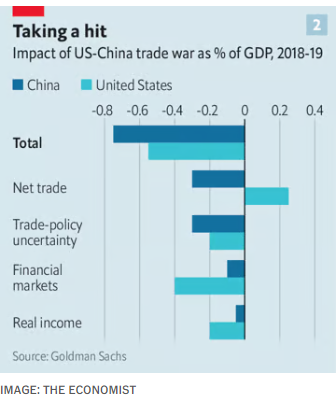 Taking a hit
2
Impact of US-China trade war as % of GDP, 2018-19
China
United States
-0.8 -0.6 -0.4 -0.2 0 0.2 0.4
Total
Net trade
Trade-policy
uncertainty
Financial
markets
Real income
Source: Goldman Sachs
IMAGE: THE ECONOMIST